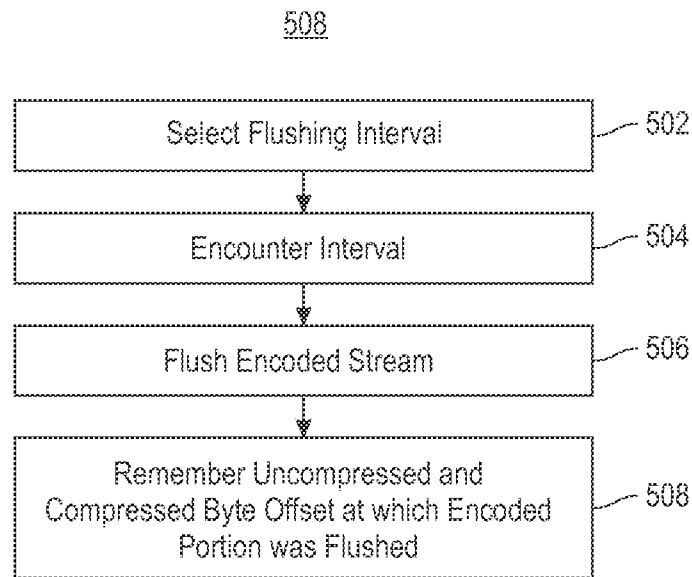 508
Select Flushing Interval
502
Encounter Interval
504
Flush Encoded Stream
506
Remember Uncompressed and
Compressed Byte Offset at which Encoded
Portion was Flushed
508